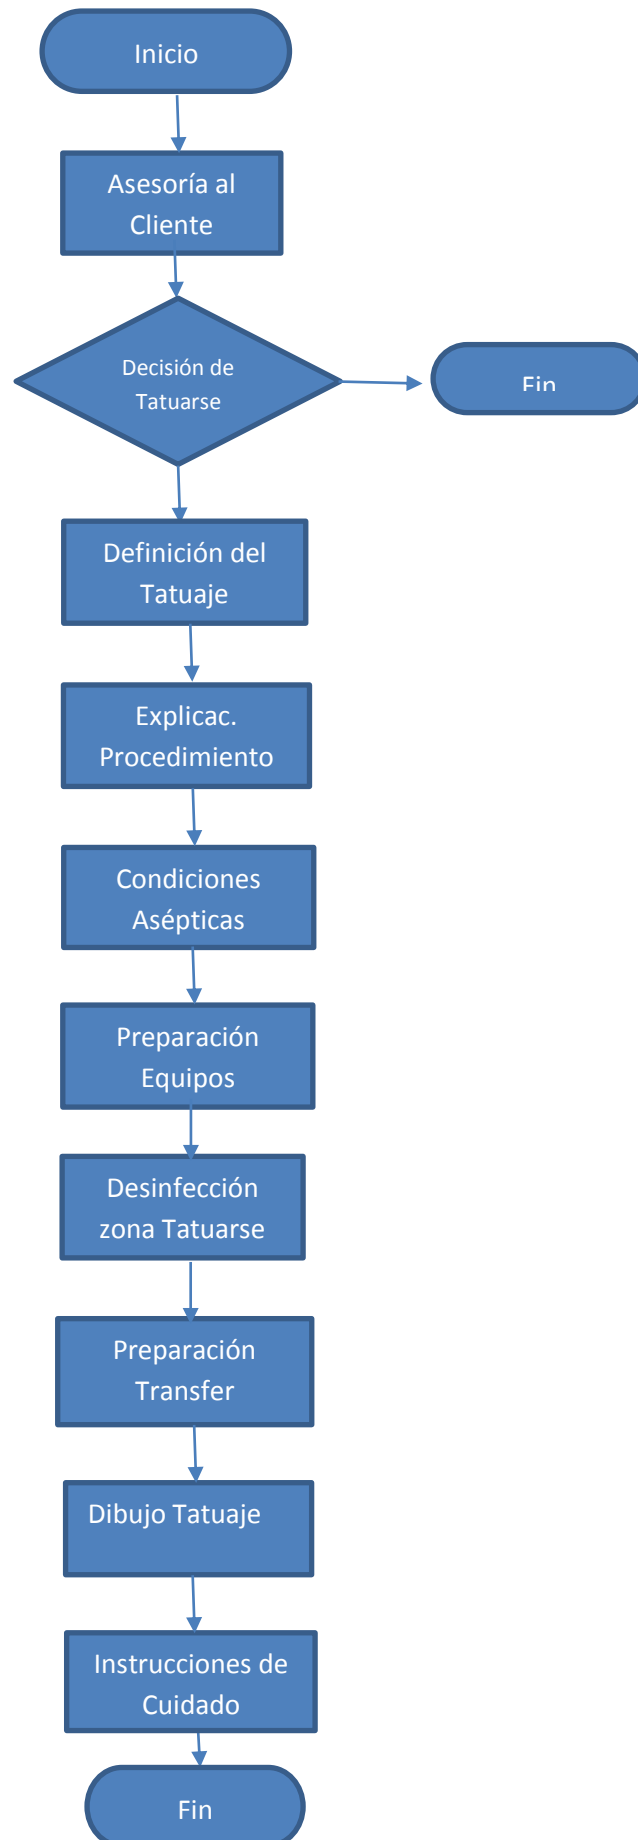 Inicio
Asesoría al
Cliente
Decisión de
Tatuarse
Fin
Definición del
Tatuaje
Explicac.
Procedimiento
Condiciones
Asépticas
Preparación
Equipos
Desinfección
zona Tatuarse
Preparación
Transfer
Dibujo Tatuaje
Instrucciones de
Cuidado
Fin